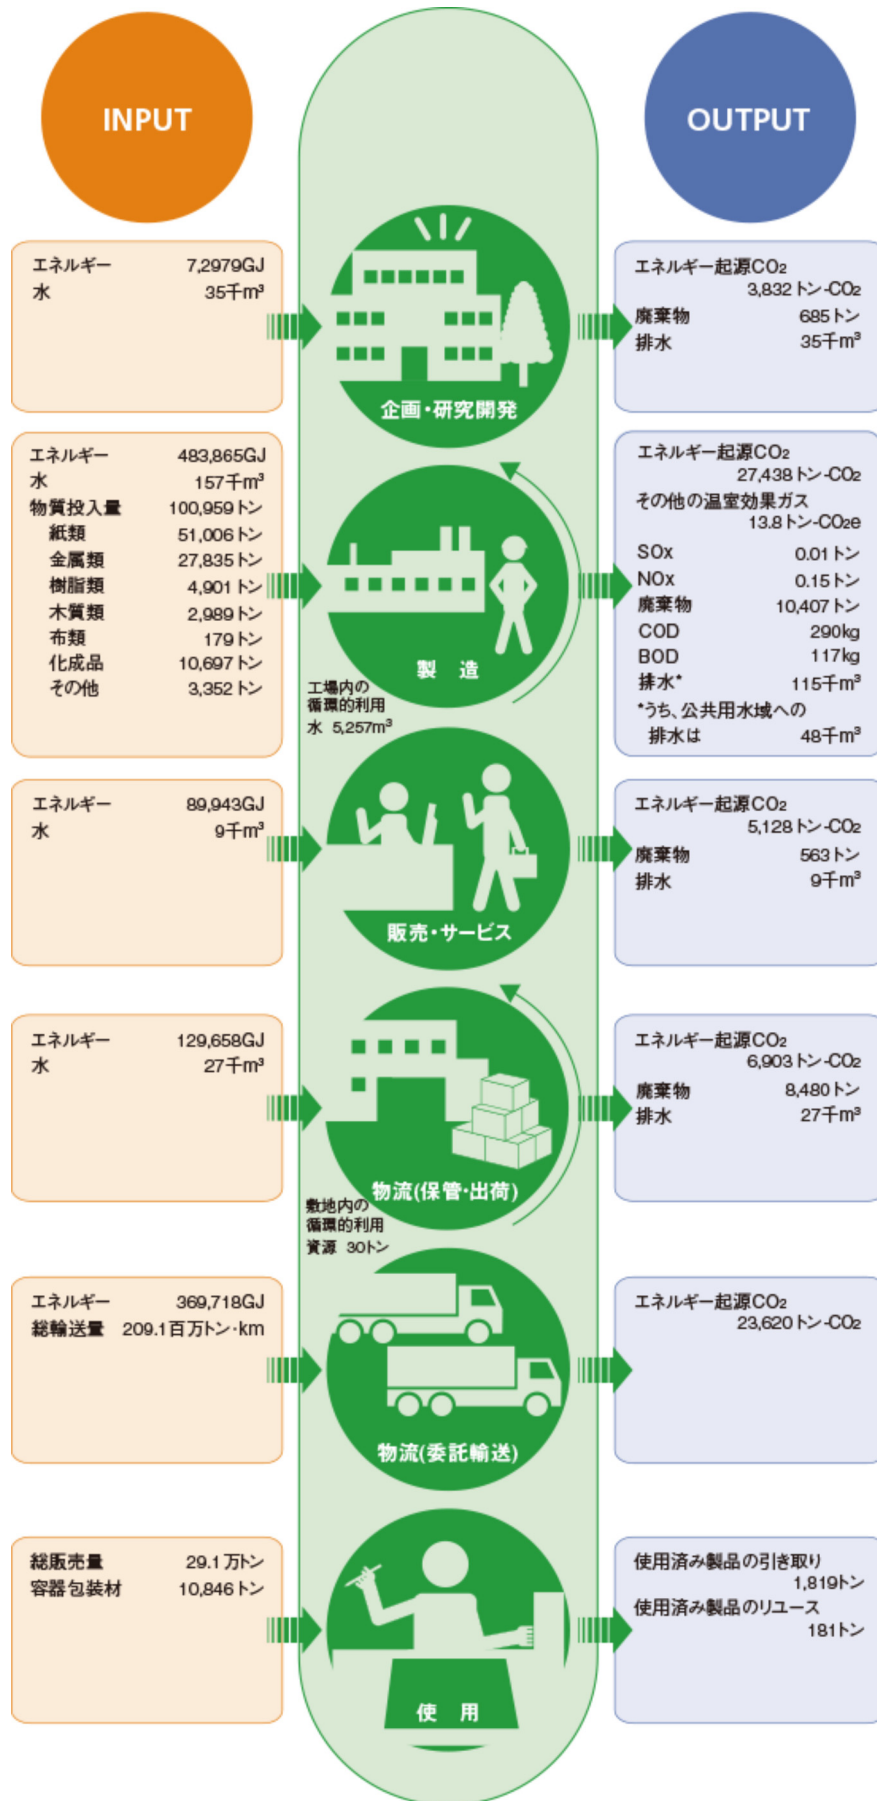 INPUT
OUTPUT
エネルギー 7,2979GJ
水 35千m³
企画・研究開発
エネルギー起源CO₂
3,832トン-CO₂
廃棄物 685トン
排水 35千m³
エネルギー 483,865GJ
水 157千m³
物質投入量 100,959トン
紙類 51,006トン
金属類 27,835トン
樹脂類 4,901トン
木質類 2,989トン
布類 179トン
化成品 10,697トン
その他 3,352トン
製 造
工場内の
循環的利用
水 5,257m³
エネルギー起源CO₂
27,438トン-CO₂
その他の温室効果ガス
13.8トン-CO₂e
SOx 0.01トン
NOx 0.15トン
廃棄物 10,407トン
COD 290kg
BOD 117kg
排水* 115千m³
*うち、公共用水域への
排水は 48千m³
エネルギー 89,943GJ
水 9千m³
販売・サービス
エネルギー起源CO₂
5,128トン-CO₂
廃棄物 563トン
排水 9千m³
エネルギー 129,658GJ
水 27千m³
物流(保管・出荷)
敷地内の
循環的利用
資源 30トン
エネルギー起源CO₂
6,903トン-CO₂
廃棄物 8,480トン
排水 27千m³
エネルギー 369,718GJ
総輸送量 209.1百万トン・km
物流(委託輸送)
エネルギー起源CO₂
23,620トン-CO₂
総販売量 29.1万トン
容器包装材 10,846トン
使 用
使用済み製品の引き取り
1,819トン
使用済み製品のリユース
181トン